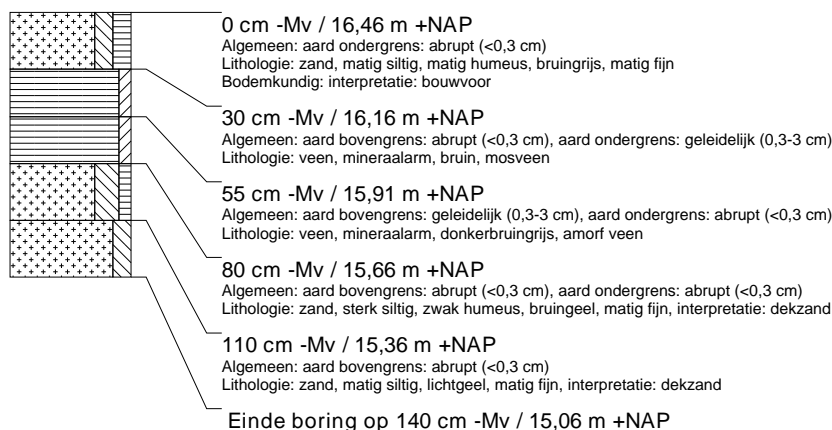 0 cm -Mv / 16,46 m +NAP
Algemeen: aard ondergrens: abrupt (<0,3 cm)
Lithologie: zand, matig siltig, matig humeus, bruingrijs, matig fijn
Bodemkundig: interpretatie: bouwvoor
30 cm -Mv / 16,16 m +NAP
Algemeen: aard bovengrens: abrupt (<0,3 cm), aard ondergrens: geleidelijk (0,3-3 cm)
Lithologie: veen, mineraalarm, bruin, mosveen
55 cm -Mv / 15,91 m +NAP
Algemeen: aard bovengrens: geleidelijk (0,3-3 cm), aard ondergrens: abrupt (<0,3 cm)
Lithologie: veen, mineraalarm, donkerbruingrijs, amorf veen
80 cm -Mv / 15,66 m +NAP
Algemeen: aard bovengrens: abrupt (<0,3 cm), aard ondergrens: abrupt (<0,3 cm)
Lithologie: zand, sterk siltig, zwak humeus, bruingeel, matig fijn, interpretatie: dekzand
110 cm -Mv / 15,36 m +NAP
Algemeen: aard bovengrens: abrupt (<0,3 cm)
Lithologie: zand, matig siltig, lichtgeel, matig fijn, interpretatie: dekzand
Einde boring op 140 cm -Mv / 15,06 m +NAP